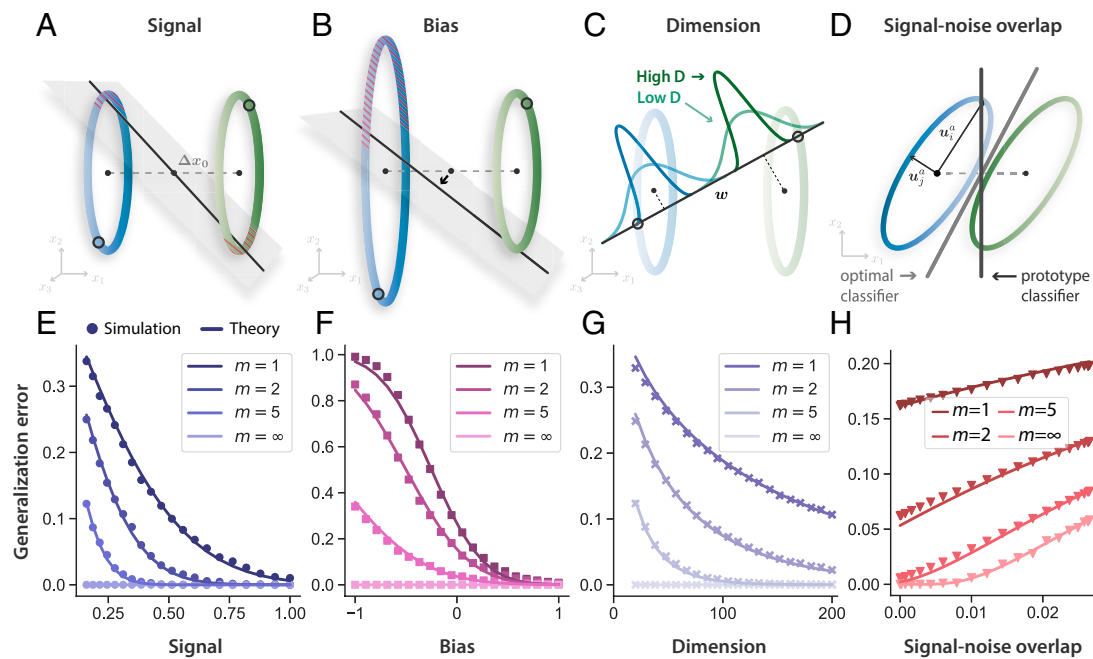 A Signal
B Bias
C Dimension
D Signal-noise overlap
High D
Low D
Δx₀
w
uᵢᵃ
uⱼᵃ
x₂
x₁
x₃
x₂
x₁
x₃
x₂
x₁
x₃
x₂
x₁
optimal
classifier
prototype
classifier
E
Simulation Theory
F
G
H
Generalization error
0.3
0.2
0.1
0.0
m = 1
m = 2
m = 5
m = ∞
0.25 0.50 0.75 1.00
Signal
1.0
0.8
0.6
0.4
0.2
0.0
m = 1
m = 2
m = 5
m = ∞
−1 0 1
Bias
0.3
0.2
0.1
0.0
m = 1
m = 2
m = 5
m = ∞
0 100 200
Dimension
0.20
0.15
0.10
0.05
0.00
m=1 m=5
m=2 m=∞
0.00 0.02
Signal-noise overlap